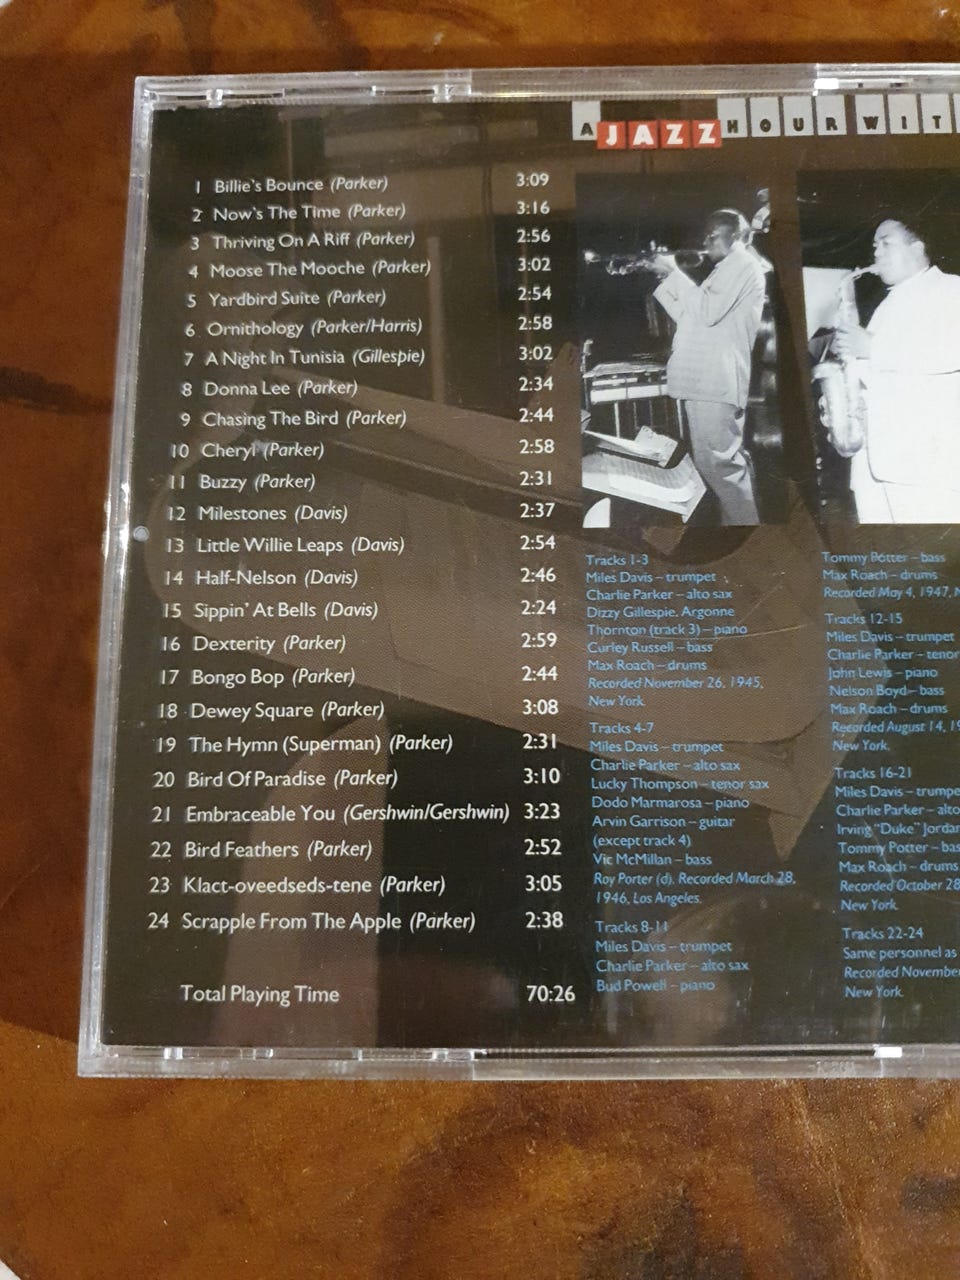 A JAZZ HOUR WIT
1 Billie's Bounce (Parker) 3:09
2 Now's The Time (Parker) 3:16
3 Thriving On A Riff (Parker) 2:56
4 Moose The Mooche (Parker) 3:02
5 Yardbird Suite (Parker) 2:54
6 Ornithology (Parker/Harris) 2:58
7 A Night In Tunisia (Gillespie) 3:02
8 Donna Lee (Parker) 2:34
9 Chasing The Bird (Parker) 2:44
10 Cheryl (Parker) 2:58
11 Buzzy (Parker) 2:31
12 Milestones (Davis) 2:37
13 Little Willie Leaps (Davis) 2:54
14 Half-Nelson (Davis) 2:46
15 Sippin' At Bells (Davis) 2:24
16 Dexterity (Parker) 2:59
17 Bongo Bop (Parker) 2:44
18 Dewey Square (Parker) 3:08
19 The Hymn (Superman) (Parker) 2:31
20 Bird Of Paradise (Parker) 3:10
21 Embraceable You (Gershwin/Gershwin) 3:23
22 Bird Feathers (Parker) 2:52
23 Klact-oveedseds-tene (Parker) 3:05
24 Scrapple From The Apple (Parker) 2:38
Total Playing Time 70:26
Tracks 1-3
Miles Davis – trumpet
Charlie Parker – alto sax
Dizzy Gillespie, Argonne
Thornton (track 3) – piano
Curley Russell – bass
Max Roach – drums
Recorded November 26, 1945,
New York.
Tracks 4-7
Miles Davis – trumpet
Charlie Parker – alto sax
Lucky Thompson – tenor sax
Dodo Marmarosa – piano
Arvin Garrison – guitar
(except track 4)
Vic McMillan – bass
Roy Porter (d). Recorded March 28,
1946, Los Angeles.
Tracks 8-11
Miles Davis – trumpet
Charlie Parker – alto sax
Bud Powell – piano
Tommy Potter – bass
Max Roach – drums
Recorded May 4, 1947,
Tracks 12-15
Miles Davis – trumpet
Charlie Parker – tenor
John Lewis – piano
Nelson Boyd – bass
Max Roach – drums
Recorded August 14, 19
New York.
Tracks 16-21
Miles Davis – trumpe
Charlie Parker – alto
Irving "Duke" Jordan
Tommy Potter – bas
Max Roach – drums
Recorded October 28
New York.
Tracks 22-24
Same personnel as
Recorded November
New York.